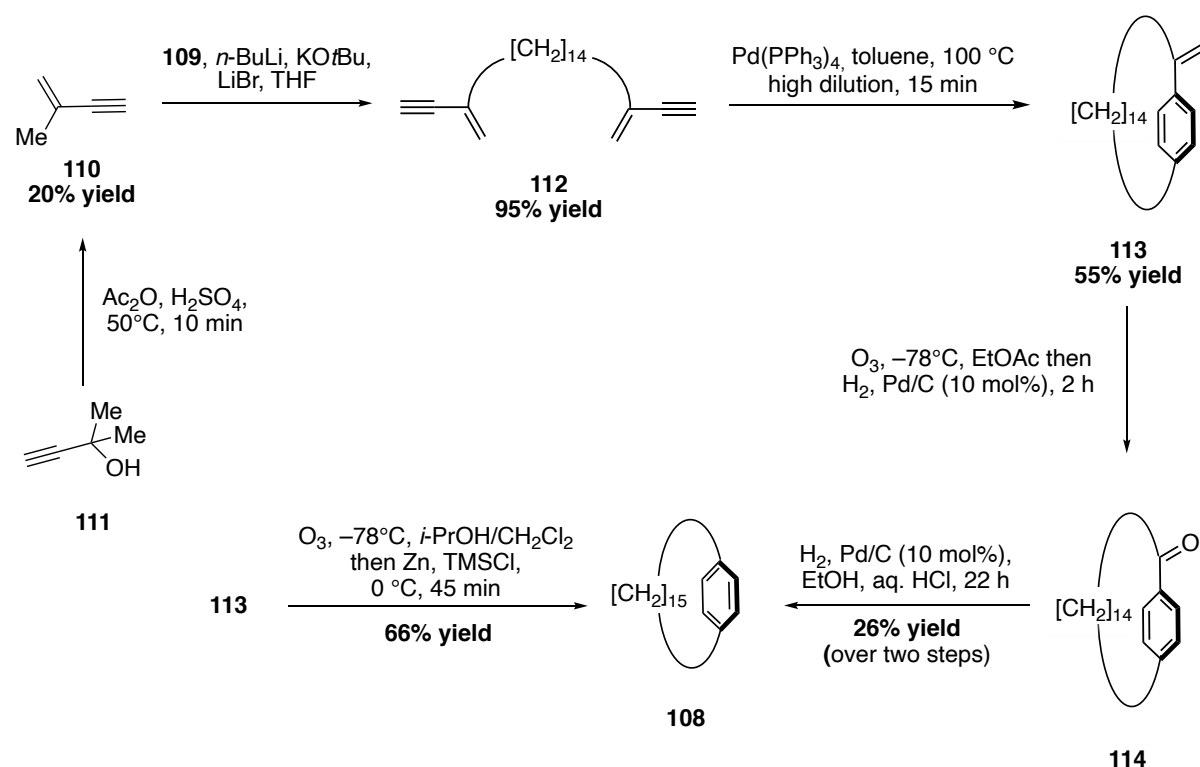 109, n-BuLi, KOtBu,
LiBr, THF
Me
110
20% yield
[CH2]14
112
95% yield
Pd(PPh3)4, toluene, 100 °C
high dilution, 15 min
[CH2]14
113
55% yield
Ac2O, H2SO4,
50°C, 10 min
Me
Me
OH
111
O3, –78°C, EtOAc then
H2, Pd/C (10 mol%), 2 h
113
O3, –78°C, i-PrOH/CH2Cl2
then Zn, TMSCl,
0 °C, 45 min
66% yield
[CH2]15
108
H2, Pd/C (10 mol%),
EtOH, aq. HCl, 22 h
26% yield
(over two steps)
O
[CH2]14
114